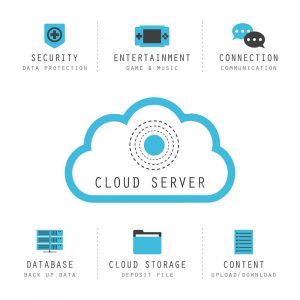 SECURITY
DATA PROTECTION
ENTERTAINMENT
GAME & MUSIC
CONNECTION
COMMUNICATION
CLOUD SERVER
DATABASE
BACK UP DATA
CLOUD STORAGE
DEPOSIT FILE
CONTENT
UPLOAD/DOWNLOAD